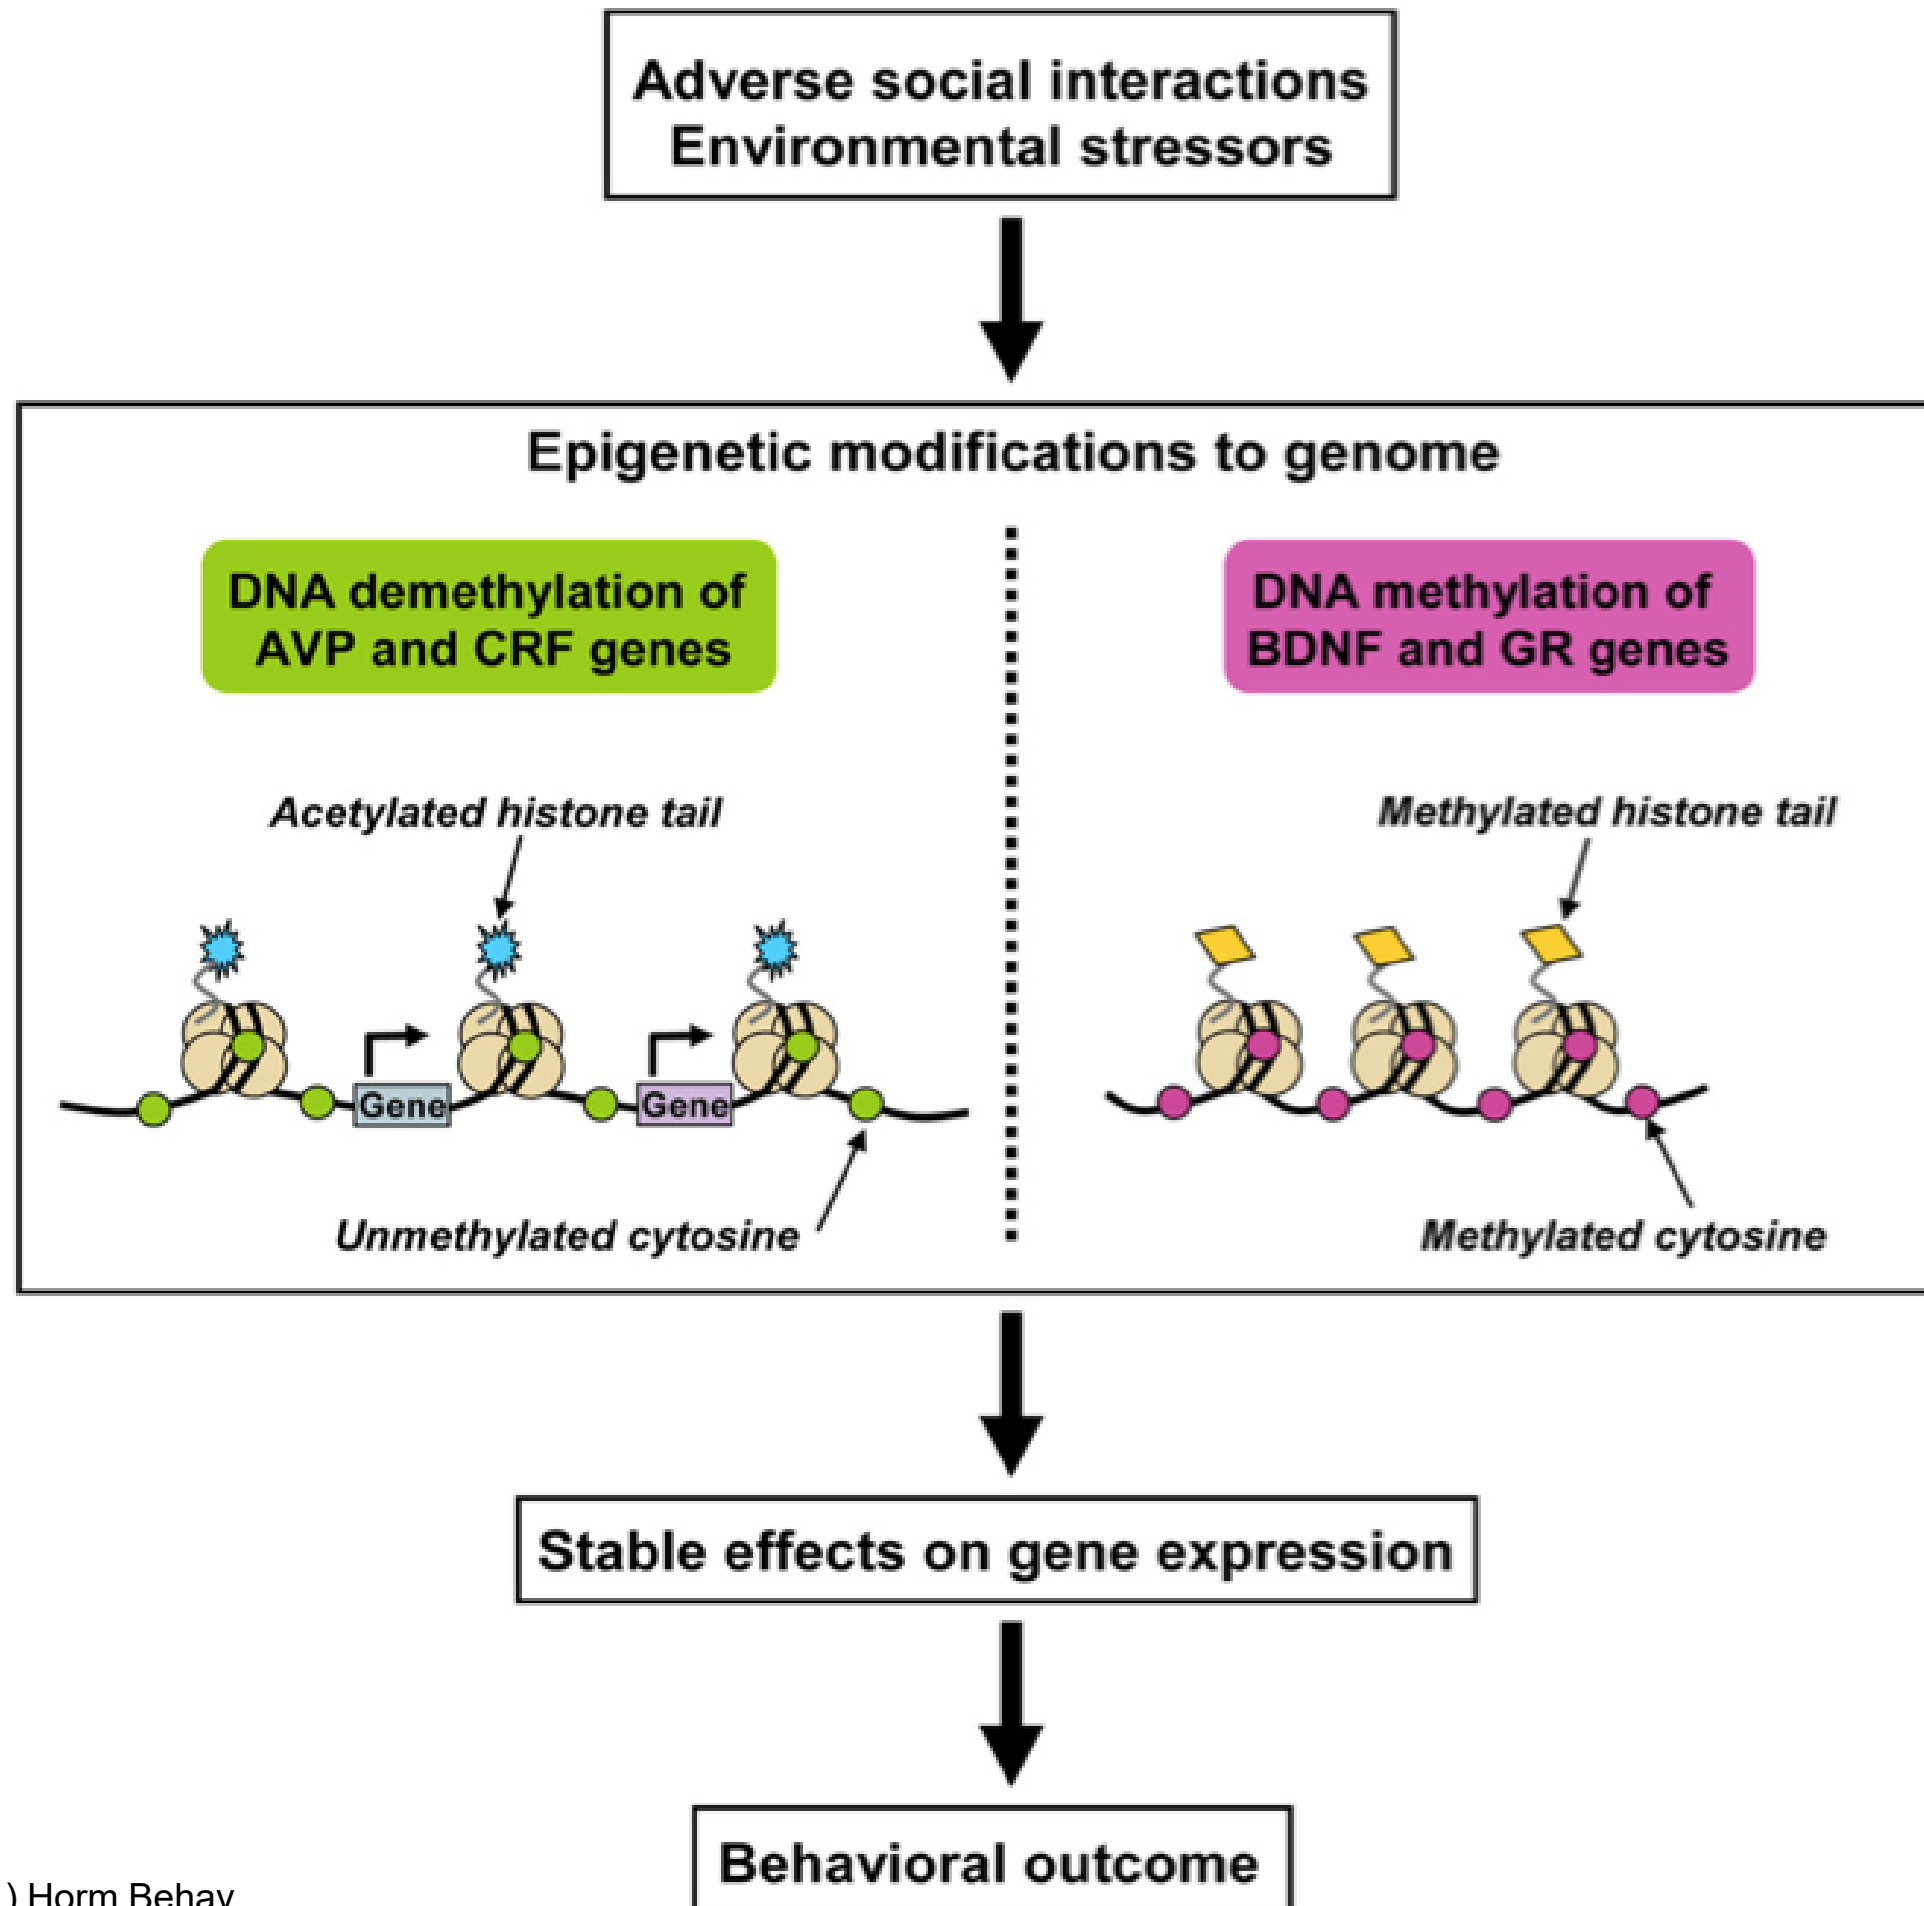 Adverse social interactions
Environmental stressors
Epigenetic modifications to genome
DNA demethylation of
AVP and CRF genes
DNA methylation of
BDNF and GR genes
Acetylated histone tail
Methylated histone tail
Gene
Gene
Unmethylated cytosine
Methylated cytosine
Stable effects on gene expression
Behavioral outcome
) Horm Behav